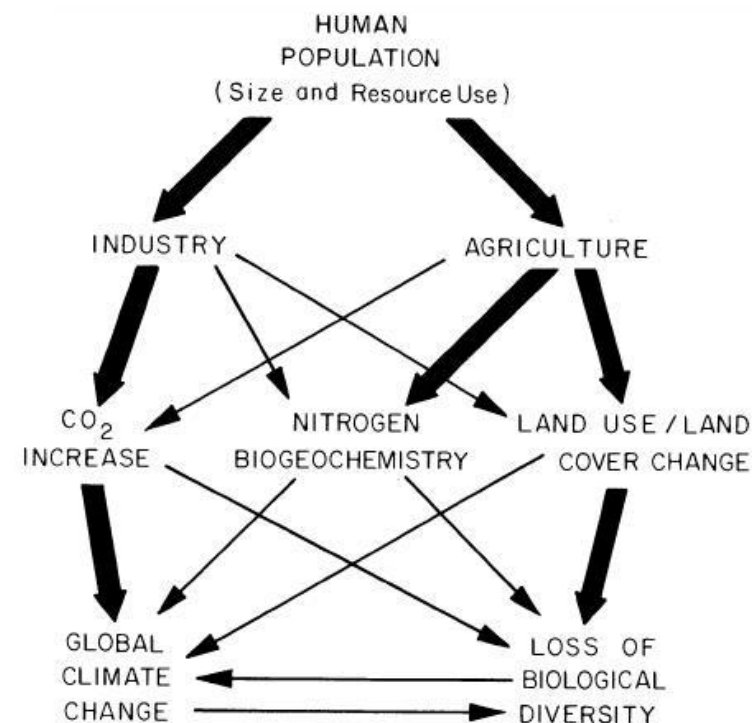 HUMAN
POPULATION
(Size and Resource Use)
INDUSTRY
AGRICULTURE
CO₂
INCREASE
NITROGEN
BIOGEOCHEMISTRY
LAND USE / LAND
COVER CHANGE
GLOBAL
CLIMATE
CHANGE
LOSS OF
BIOLOGICAL
DIVERSITY